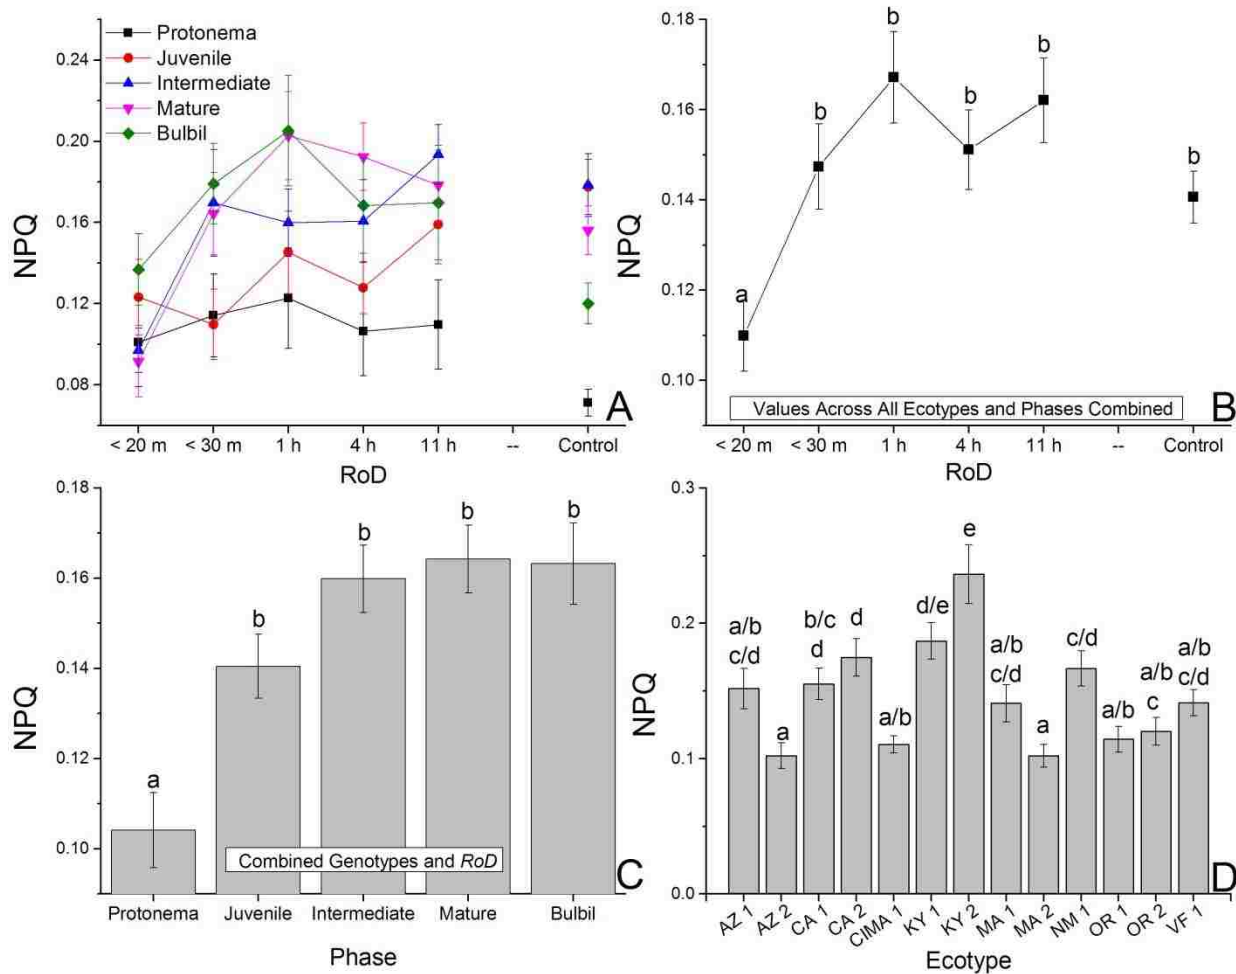 Protonema
Juvenile
Intermediate
Mature
Bulbil
0.24
0.20
0.16
0.12
0.08
NPQ
< 20 m < 30 m 1 h 4 h 11 h -- Control
RoD
A
0.18
0.16
0.14
0.12
0.10
NPQ
a b b b b b
Values Across All Ecotypes and Phases Combined
< 20 m < 30 m 1 h 4 h 11 h -- Control
RoD
B
0.18
0.16
0.14
0.12
0.10
NPQ
a b b b b
Combined Genotypes and RoD
Protonema Juvenile Intermediate Mature Bulbil
Phase
C
0.3
0.2
0.1
0.0
NPQ
a/b
c/d
a
b/c
d
d
a/b
d/e
e
a/b
c/d
a
c/d
a/b
a/b
c
a/b
c/d
AZ 1 AZ 2 CA 1 CA 2 CIMA 1 KY 1 KY 2 MA 1 MA 2 NM 1 OR 1 OR 2 VF 1
Ecotype
D